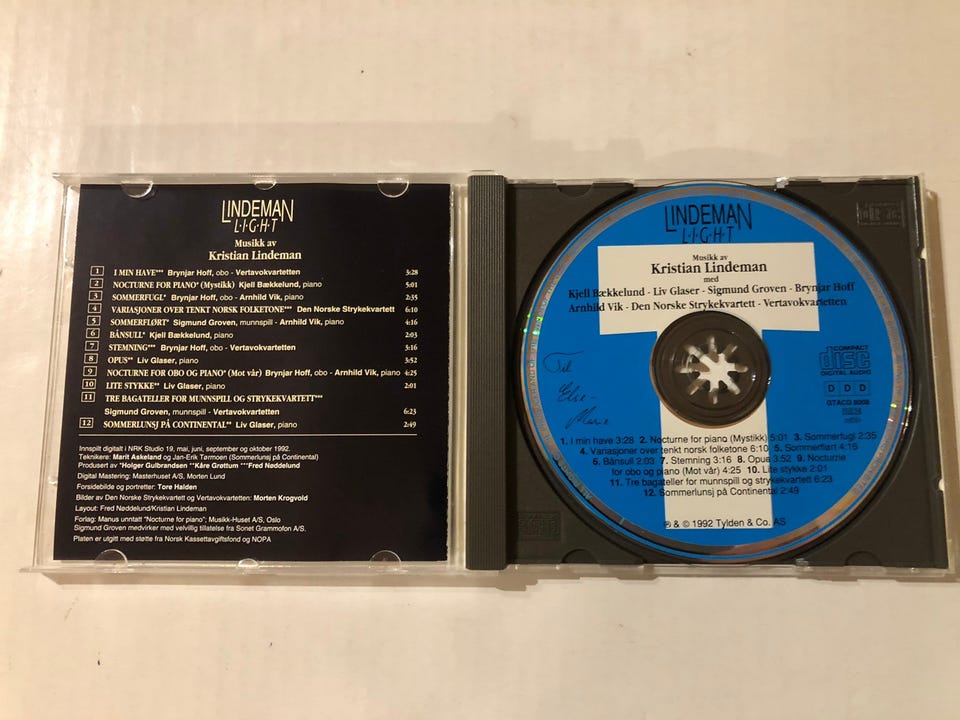 LINDEMAN
L·I·G·H·T
Musikk av
Kristian Lindeman
1 I MIN HAVE*** Brynjar Hoff, obo - Vertavokvartetten 3:28
2 NOCTURNE FOR PIANO* (Mystikk) Kjell Bækkelund, piano 5:01
3 SOMMERFUGL* Brynjar Hoff, obo - Arnhild Vik, piano 2:35
4 VARIASJONER OVER TENKT NORSK FOLKETONE*** Den Norske Strykekvartett 6:10
5 SOMMERFLØRT* Sigmund Groven, munnspill - Arnhild Vik, piano 4:16
6 BÅNSULL* Kjell Bækkelund, piano 2:03
7 STEMNING*** Brynjar Hoff, obo - Vertavokvartetten 3:16
8 OPUS** Liv Glaser, piano 3:52
9 NOCTURNE FOR OBO OG PIANO* (Mot vår) Brynjar Hoff, obo - Arnhild Vik, piano 4:25
10 LITE STYKKE** Liv Glaser, piano 2:01
11 TRE BAGATELLER FOR MUNNSPILL OG STRYKEKVARTETT***
Sigmund Groven, munnspill - Vertavokvartetten 6:23
12 SOMMERLUNSJ PÅ CONTINENTAL** Liv Glaser, piano 2:49
Innspilt digitalt i NRK Studio 19, mai, juni, september og oktober 1992.
Teknikere: Marit Askeland og Jan-Erik Tørmoen (Sommerlunsj på Continental)
Produsert av *Holger Gulbrandsen **Kåre Grøttum ***Fred Nøddelund
Digital Mastering: Masterhuset A/S, Morten Lund
Forsidebilde og portretter: Tore Halden
Bilder av Den Norske Strykekvartett og Vertavokvartetten: Morten Krogvold
Layout: Fred Nøddelund/Kristian Lindeman
Forlag: Manus unntatt "Nocturne for piano"; Musikk-Huset A/S, Oslo
Sigmund Groven medvirker med velvillig tillatelse fra Sonet Grammofon A/S.
Platen er utgitt med støtte fra Norsk Kassettavgiftsfond og NOPA
LINDEMAN
L·I·G·H·T
Musikk av
Kristian Lindeman
med
Kjell Bækkelund - Liv Glaser - Sigmund Groven - Brynjar Hoff
Arnhild Vik - Den Norske Strykekvartett - Vertavokvartetten
COMPACT
disc
DIGITAL AUDIO
D D D
GTACD 8008
Til
Else-
Marie
1. I min have 3:28 2. Nocturne for piano (Mystikk) 5:01 3. Sommerfugl 2:35
4. Variasjoner over tenkt norsk folketone 6:10 5. Sommerflørt 4:15
6. Bånsull 2:03 7. Stemning 3:16 8. Opus 3:52 9. Nocturne
for obo og piano (Mot vår) 4:25 10. Lite stykke 2:01
11. Tre bagateller for munnspill og strykekvartett 6:23
12. Sommerlunsj på Continental 2:49
℗ & © 1992 Tylden & Co. AS